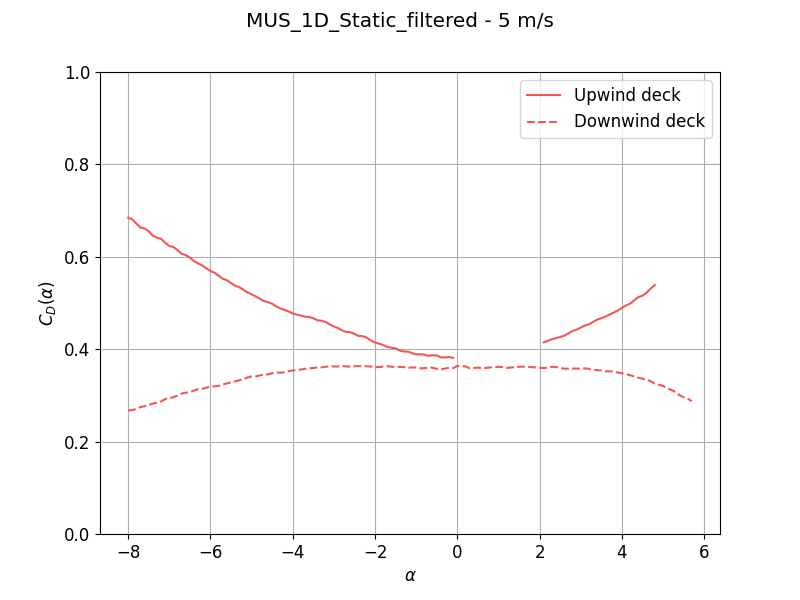 MUS_1D_Static_filtered - 5 m/s
Upwind deck
Downwind deck
1.0
0.8
0.6
0.4
0.2
0.0
C_D(α)
−8
−6
−4
−2
0
2
4
6
α